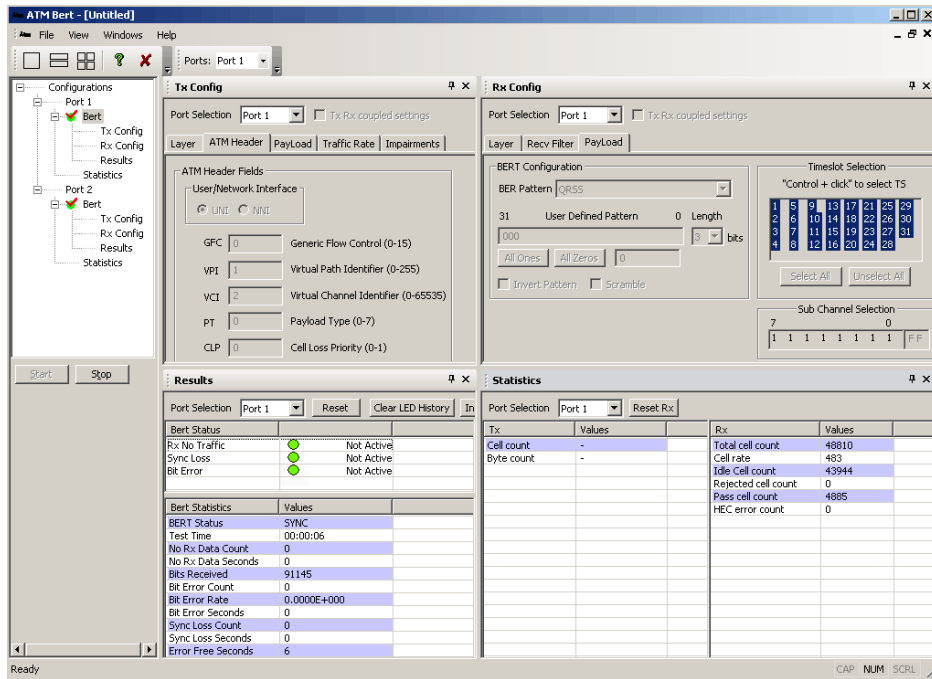 ATM Bert - [Untitled]
File View Windows Help
Ports: Port 1
Configurations
Port 1
Bert
Tx Config
Rx Config
Results
Statistics
Port 2
Bert
Tx Config
Rx Config
Results
Statistics
Start Stop
Tx Config
Port Selection Port 1 Tx Rx coupled settings
Layer ATM Header PayLoad Traffic Rate Impairments
ATM Header Fields
User/Network Interface
UNI NNI
GFC 0 Generic Flow Control (0-15)
VPI 1 Virtual Path Identifier (0-255)
VCI 2 Virtual Channel Identifier (0-65535)
PT 0 Payload Type (0-7)
CLP 0 Cell Loss Priority (0-1)
Rx Config
Port Selection Port 1 Tx Rx coupled settings
Layer Recv Filter PayLoad
BERT Configuration
BER Pattern QRSS
31 User Defined Pattern 0 Length
000 3 bits
All Ones All Zeros 0
Invert Pattern Scramble
Timeslot Selection
"Control + click" to select TS
1 5 9 13 17 21 25 29
2 6 10 14 18 22 26 30
3 7 11 15 19 23 27 31
4 8 12 16 20 24 28
Select All Unselect All
Sub Channel Selection
7 0
1 1 1 1 1 1 1 1 FF
Results
Port Selection Port 1 Reset Clear LED History In
Bert Status
Rx No Traffic Not Active
Sync Loss Not Active
Bit Error Not Active
Bert Statistics Values
BERT Status SYNC
Test Time 00:00:06
No Rx Data Count 0
No Rx Data Seconds 0
Bits Received 91145
Bit Error Count 0
Bit Error Rate 0.0000E+000
Bit Error Seconds 0
Sync Loss Count 0
Sync Loss Seconds 0
Error Free Seconds 6
Statistics
Port Selection Port 1 Reset Rx
Tx Values
Cell count -
Byte count -
Rx Values
Total cell count 48810
Cell rate 483
Idle Cell count 43944
Rejected cell count 0
Pass cell count 4885
HEC error count 0
Ready CAP NUM SCRL